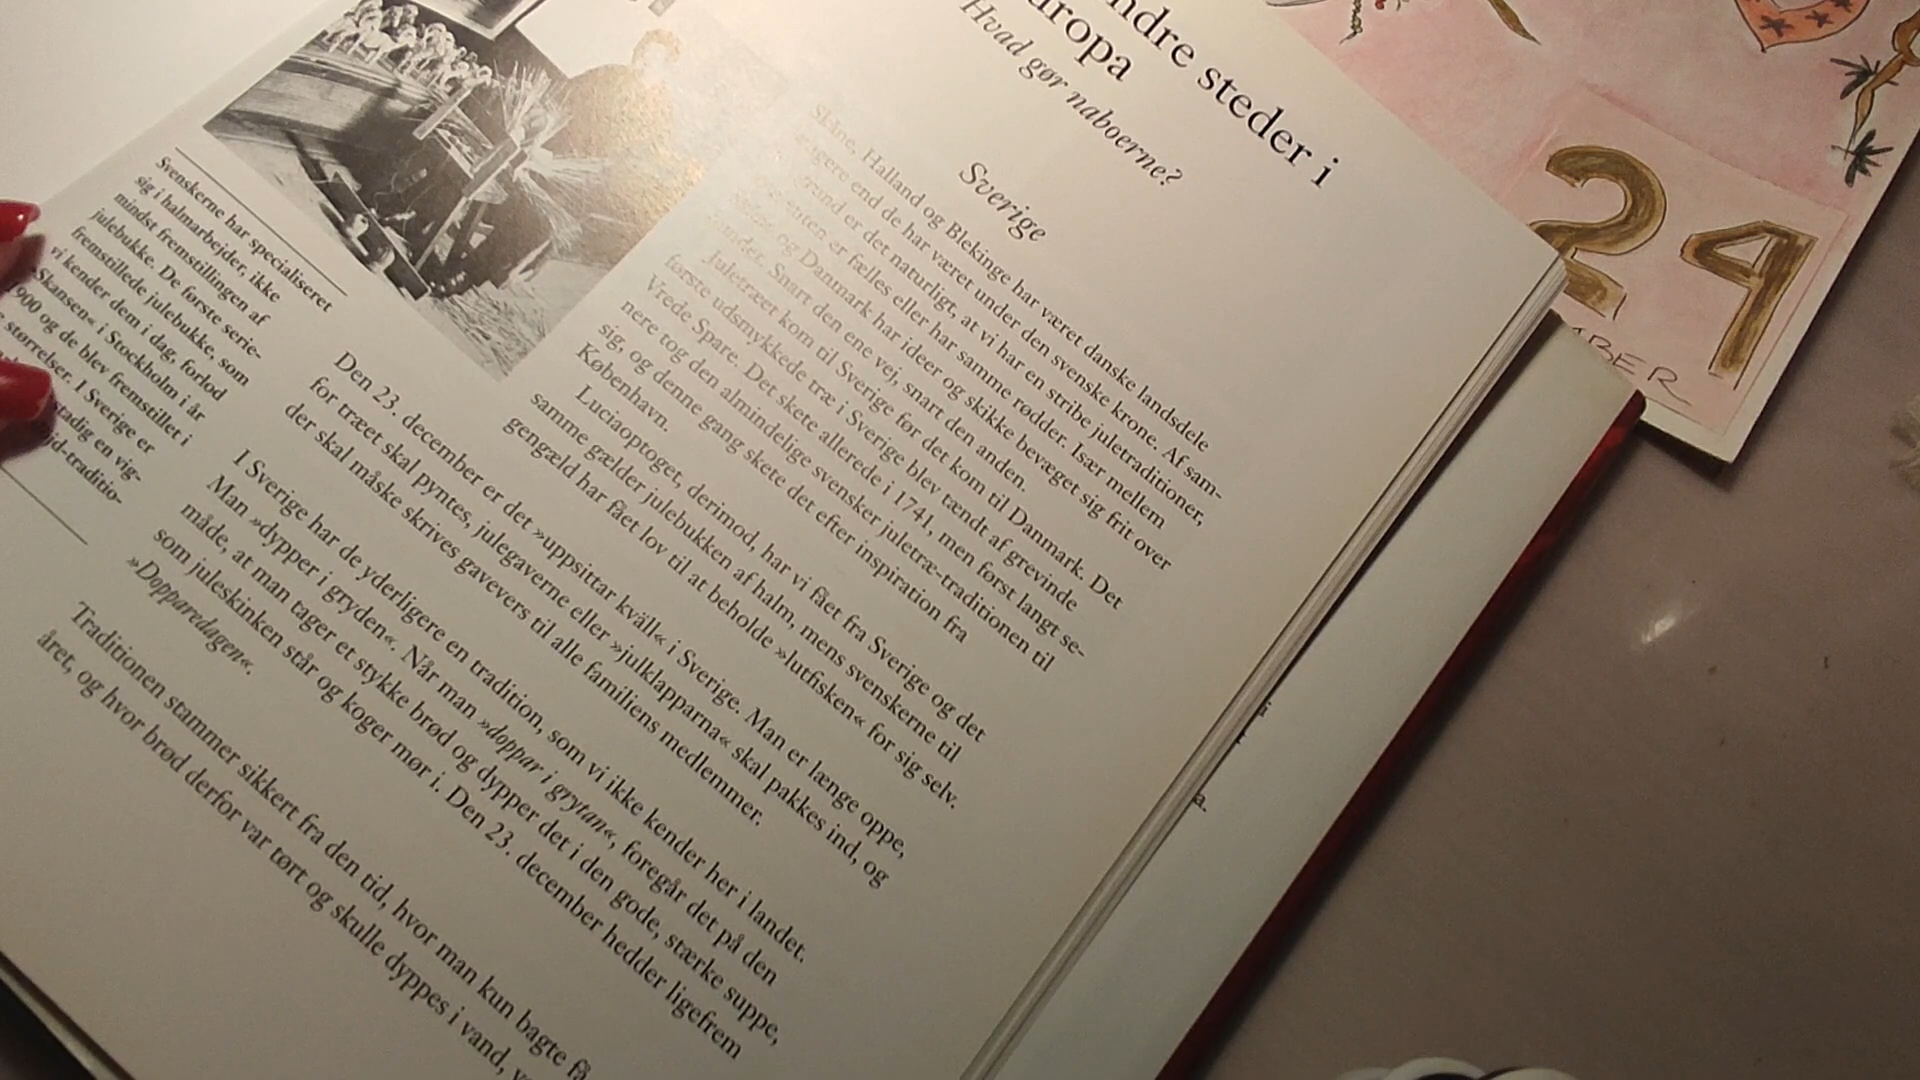 ndre steder i
uropa
Hvad gør naboerne?
Sverige
Skåne, Halland og Blekinge har været danske landsdele
ere end de har været under den svenske krone. Af sam-
grund er det naturligt, at vi har en stribe juletraditioner,
er fælles eller har samme rødder. Især mellem
og Danmark har ideer og skikke bevæget sig frit over
Snart den ene vej, snart den anden.
Juletræet kom til Sverige før det kom til Danmark. Det
første udsmykkede træ i Sverige blev tændt af grevinde
Vrede Spare. Det skete allerede i 1741, men først langt se-
nere tog den almindelige svensker juletræ-traditionen til
sig, og denne gang skete det efter inspiration fra
København.
Luciaoptoget, derimod, har vi fået fra Sverige og det
samme gælder julebukken af halm, mens svenskerne til
gengæld har fået lov til at beholde »lutfisken« for sig selv.
Den 23. december er det »uppsittar kväll« i Sverige. Man er længe oppe,
for træet skal pyntes, julegaverne eller »julklapparna« skal pakkes ind, og
der skal måske skrives gavevers til alle familiens medlemmer.
I Sverige har de yderligere en tradition, som vi ikke kender her i landet.
Man »dypper i gryden«. Når man »doppar i grytan«, foregår det på den
måde, at man tager et stykke brød og dypper det i den gode, stærke suppe,
som juleskinken står og koger mør i. Den 23. december hedder ligefrem
»Dopparedagen«.
Traditionen stammer sikkert fra den tid, hvor man kun bagte få
året, og hvor brød derfor var tørt og skulle dyppes i vand,
Svenskerne har specialiseret
sig i halmarbejder, ikke
mindst fremstillingen af
julebukke. De første serie-
fremstillede julebukke, som
vi kender dem i dag, forlod
Skansen« i Stockholm i år
900 og de blev fremstillet i
størrelser. I Sverige er
stadig en vig-
jd-traditio-
24
BER